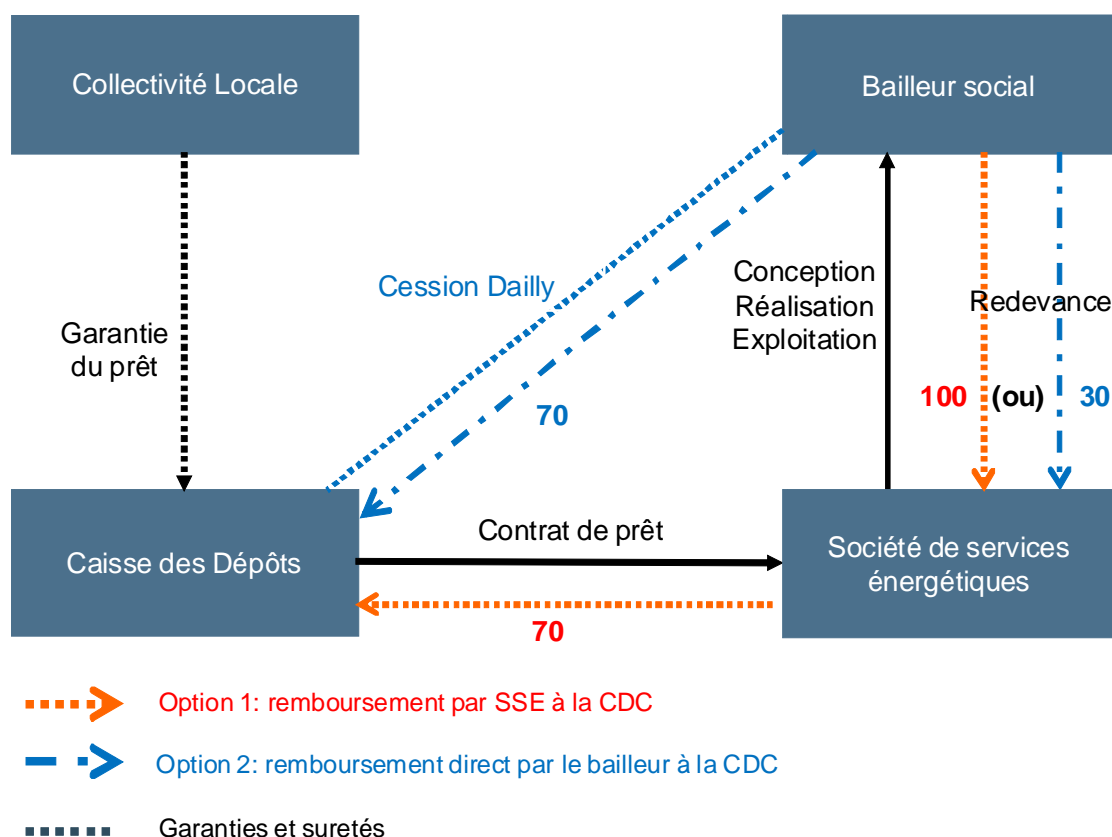 Collectivité Locale
Bailleur social
Cession Dailly
Garantie
du prêt
Conception
Réalisation
Exploitation
Redevance
70
100 (ou) 30
Caisse des Dépôts
Contrat de prêt
70
Société de services
énergétiques
Option 1: remboursement par SSE à la CDC
Option 2: remboursement direct par le bailleur à la CDC
Garanties et suretés